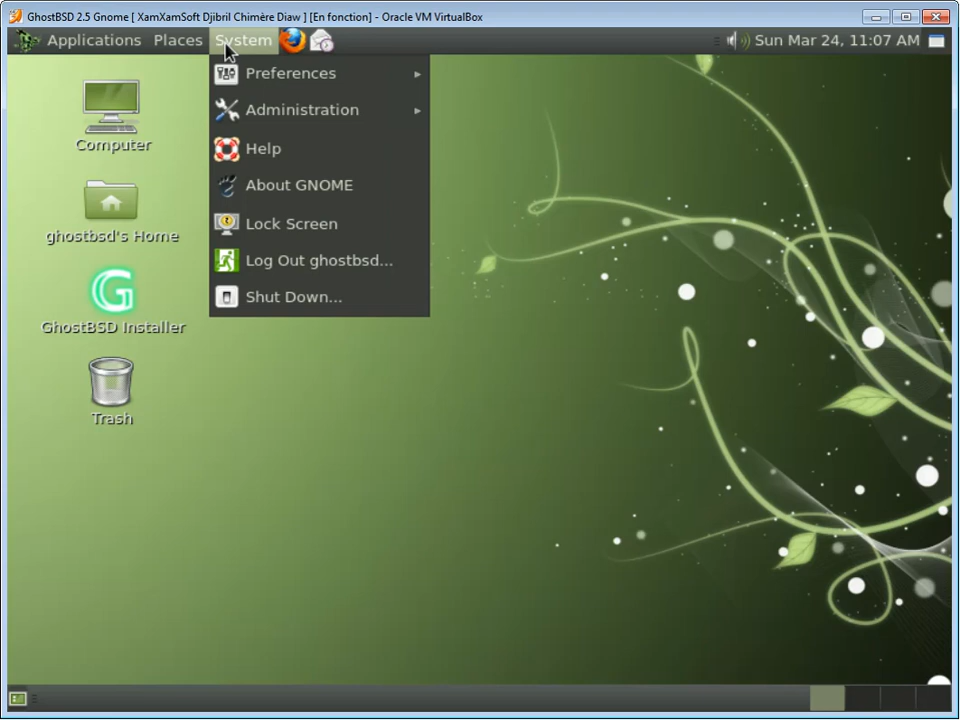 GhostBSD 2.5 Gnome [ XamXamSoft Djibril Chimère Diaw ] [En fonction] - Oracle VM VirtualBox
Applications Places System Sun Mar 24, 11:07 AM
Preferences
Administration
Help
About GNOME
Lock Screen
Log Out ghostbsd...
Shut Down...
Computer
ghostbsd's Home
GhostBSD Installer
Trash